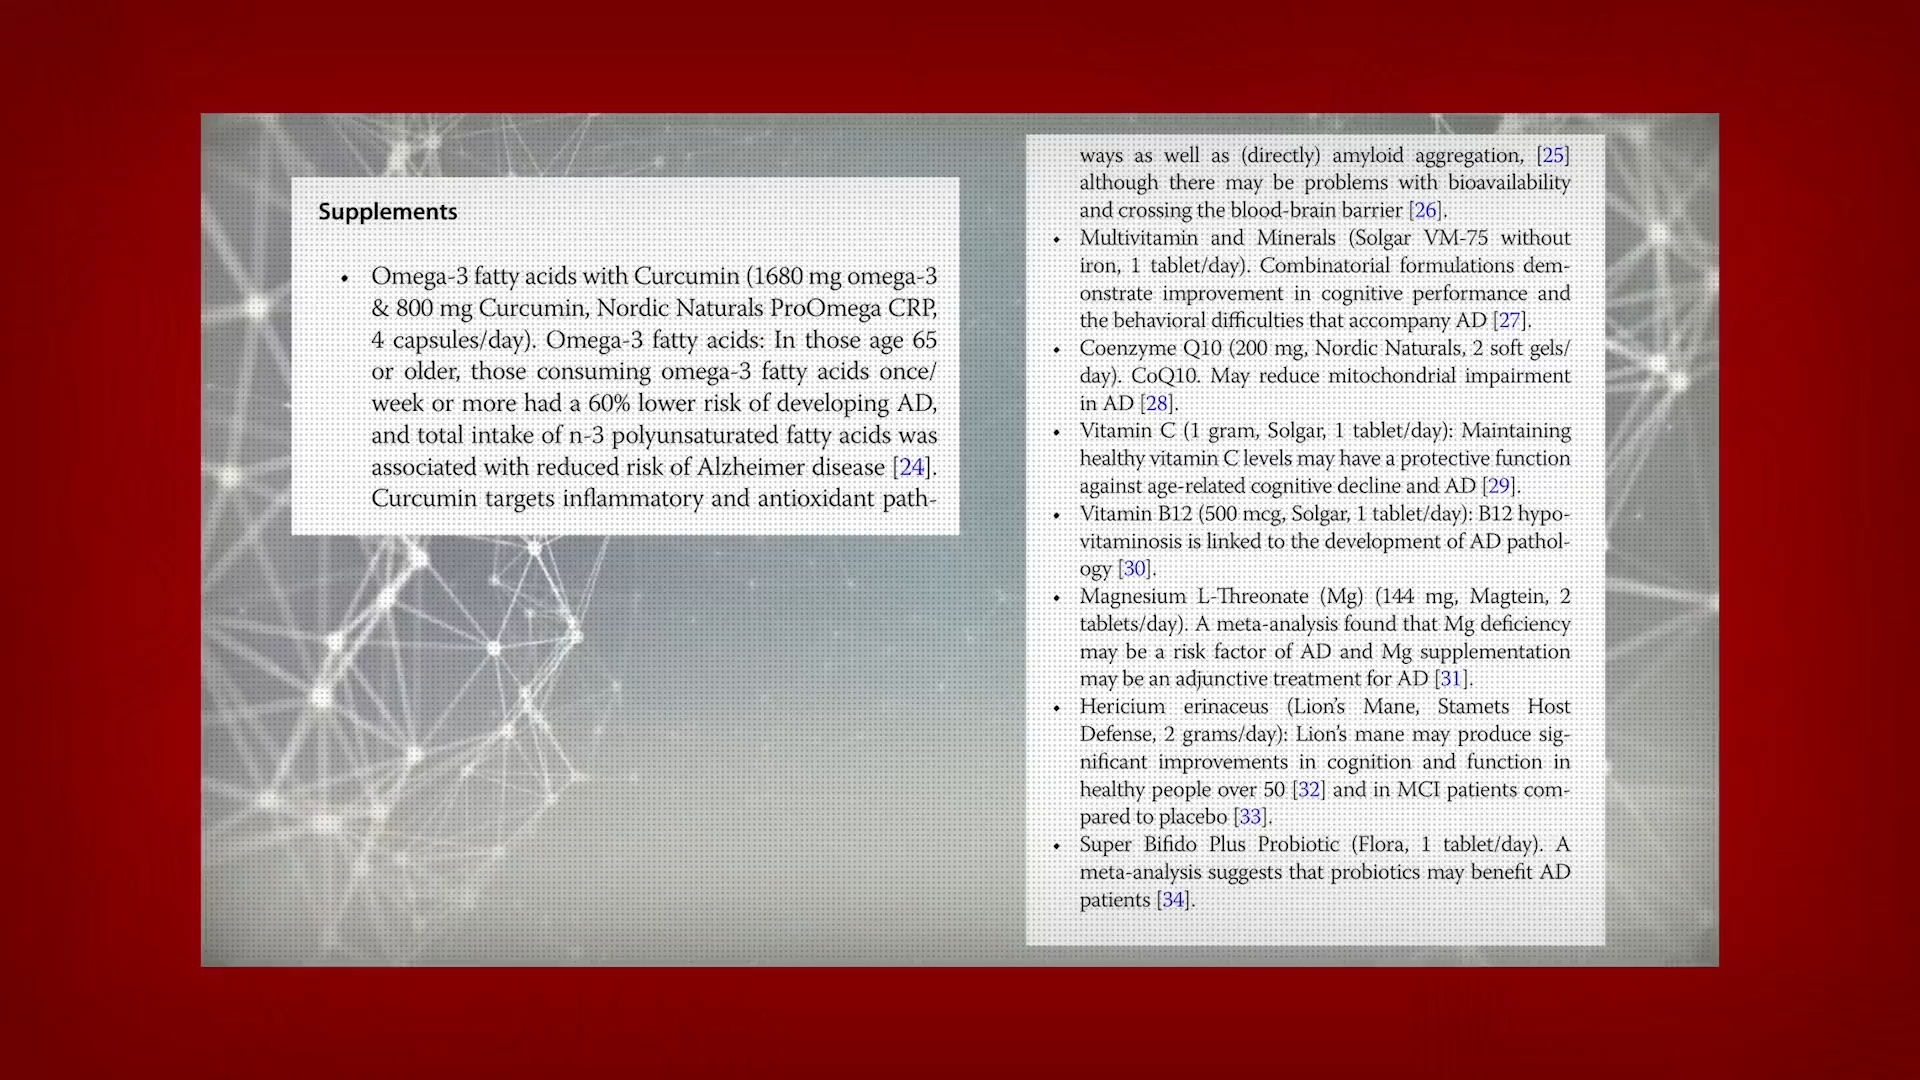 Supplements
• Omega-3 fatty acids with Curcumin (1680 mg omega-3
& 800 mg Curcumin, Nordic Naturals ProOmega CRP,
4 capsules/day). Omega-3 fatty acids: In those age 65
or older, those consuming omega-3 fatty acids once/
week or more had a 60% lower risk of developing AD,
and total intake of n-3 polyunsaturated fatty acids was
associated with reduced risk of Alzheimer disease [24].
Curcumin targets inflammatory and antioxidant path-
ways as well as (directly) amyloid aggregation, [25]
although there may be problems with bioavailability
and crossing the blood-brain barrier [26].
• Multivitamin and Minerals (Solgar VM-75 without
iron, 1 tablet/day). Combinatorial formulations dem-
onstrate improvement in cognitive performance and
the behavioral difficulties that accompany AD [27].
• Coenzyme Q10 (200 mg, Nordic Naturals, 2 soft gels/
day). CoQ10. May reduce mitochondrial impairment
in AD [28].
• Vitamin C (1 gram, Solgar, 1 tablet/day): Maintaining
healthy vitamin C levels may have a protective function
against age-related cognitive decline and AD [29].
• Vitamin B12 (500 mcg, Solgar, 1 tablet/day): B12 hypo-
vitaminosis is linked to the development of AD pathol-
ogy [30].
• Magnesium L-Threonate (Mg) (144 mg, Magtein, 2
tablets/day). A meta-analysis found that Mg deficiency
may be a risk factor of AD and Mg supplementation
may be an adjunctive treatment for AD [31].
• Hericium erinaceus (Lion's Mane, Stamets Host
Defense, 2 grams/day): Lion's mane may produce sig-
nificant improvements in cognition and function in
healthy people over 50 [32] and in MCI patients com-
pared to placebo [33].
• Super Bifido Plus Probiotic (Flora, 1 tablet/day). A
meta-analysis suggests that probiotics may benefit AD
patients [34].